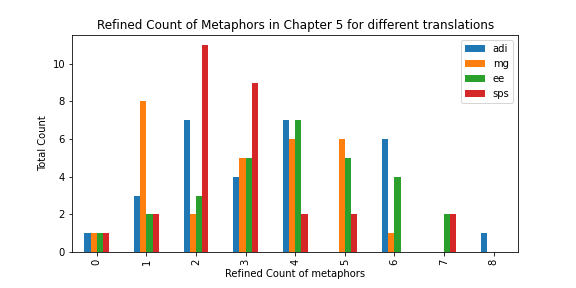 Refined Count of Metaphors in Chapter 5 for different translations
adi
mg
ee
sps
Total Count
10
8
6
4
2
0
0 1 2 3 4 5 6 7 8
Refined Count of metaphors